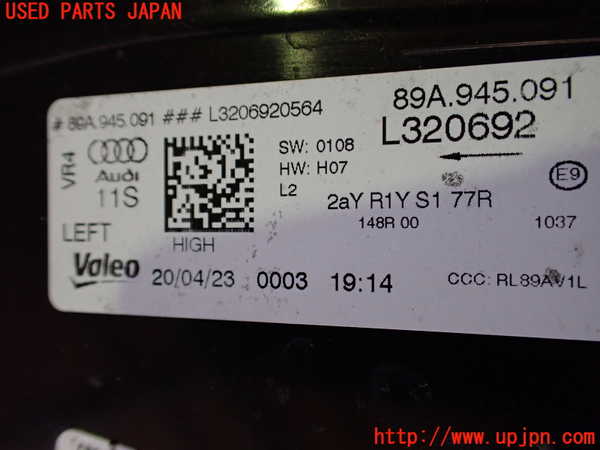 USED PARTS JAPAN
# 89A.945.091 ### L3206920564
89A.945.091
L320692
VR4
Audi
11S
SW: 0108
HW: H07
L2
E9
2aY R1Y S1 77R
148R 00
1037
LEFT
HIGH
Valeo
20/04/23 0003 19:14
CCC: RL89AV1L
http://www.upjpn.com/